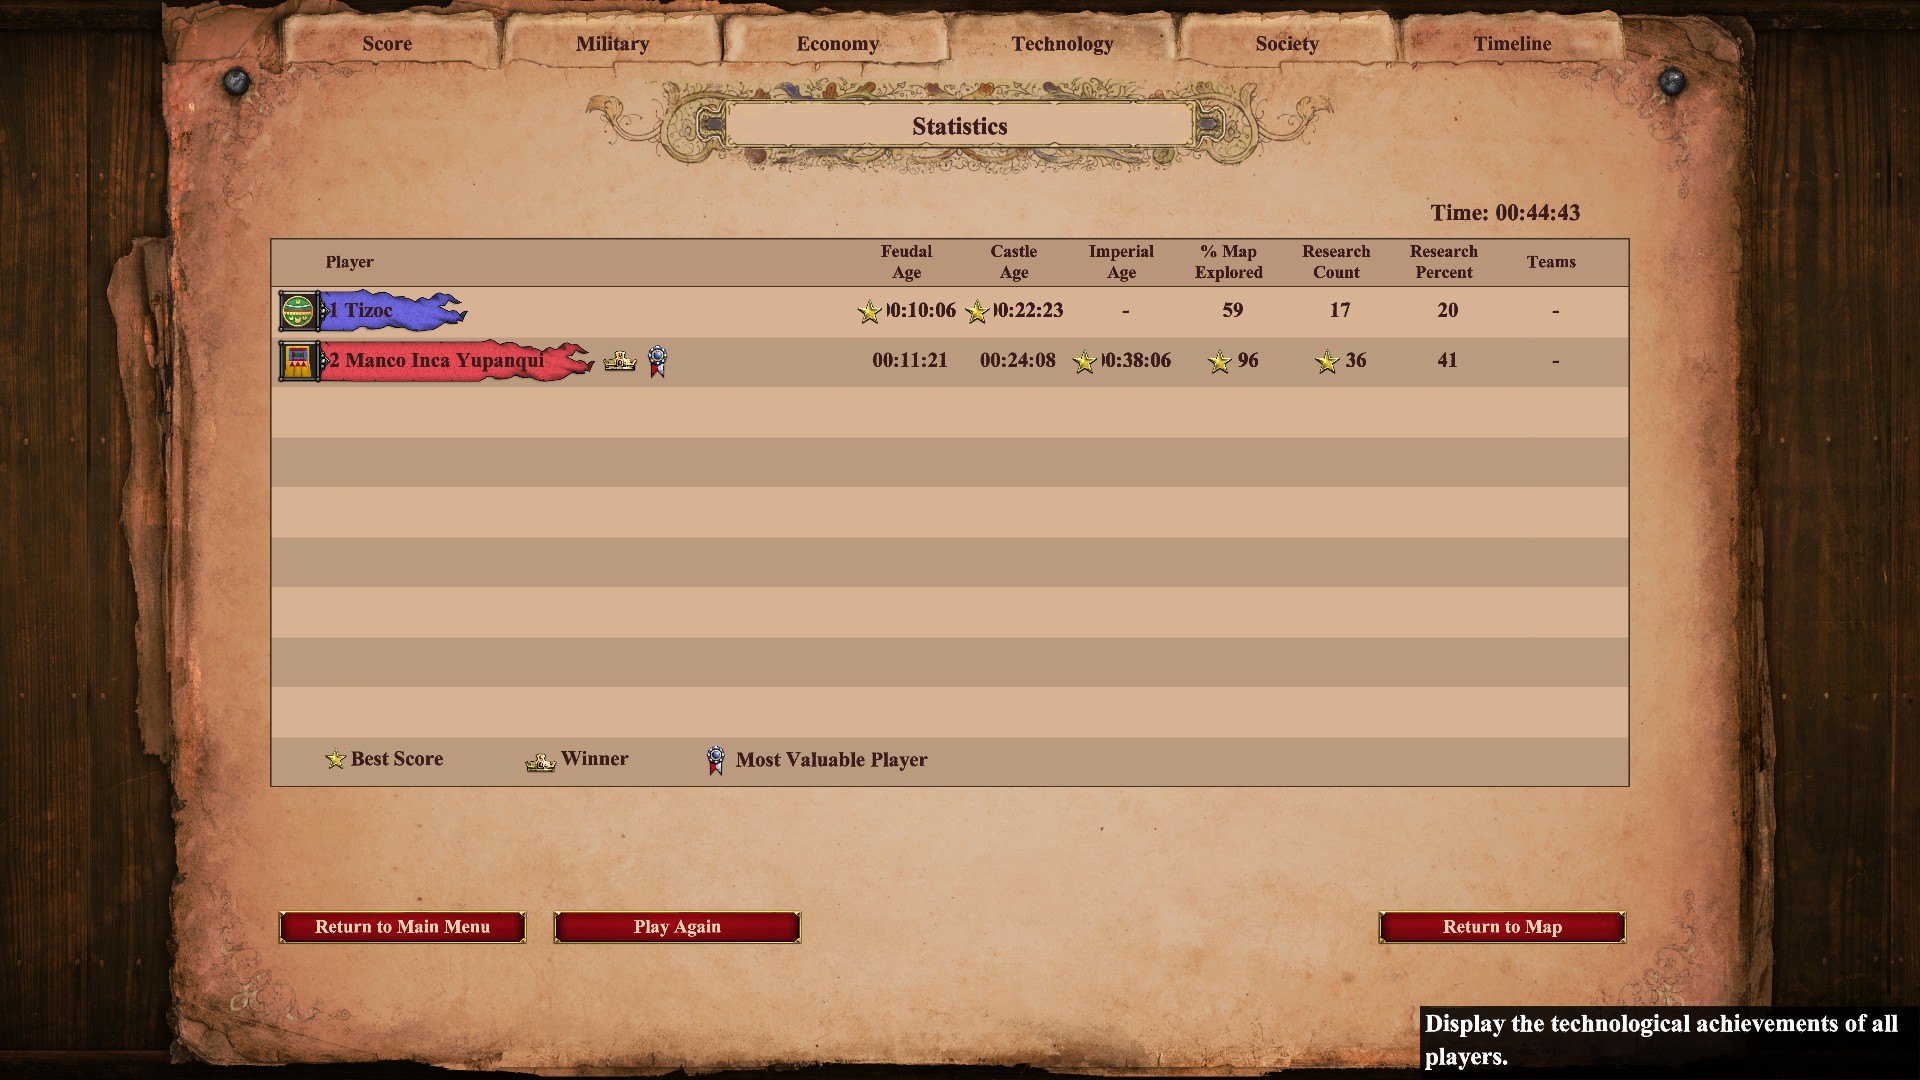 Score Military Economy Technology Society Timeline
Statistics
Time: 00:44:43
Player Feudal Age Castle Age Imperial Age % Map Explored Research Count Research Percent Teams
1 Tizoc 00:10:06 00:22:23 - 59 17 20 -
2 Manco Inca Yupanqui 00:11:21 00:24:08 00:38:06 96 36 41 -
Best Score Winner Most Valuable Player
Return to Main Menu Play Again Return to Map
Display the technological achievements of all
players.